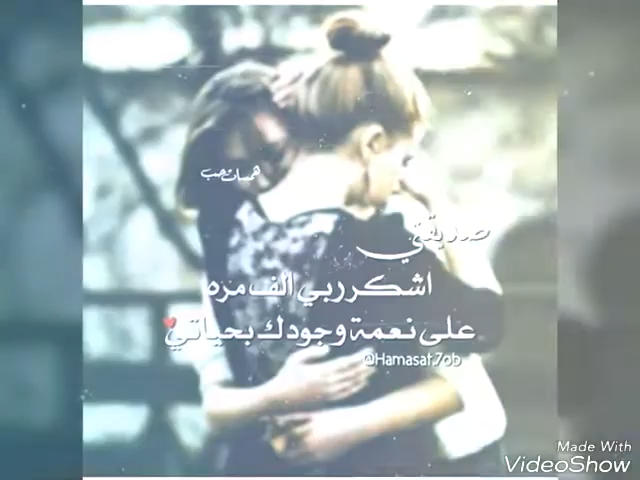 همسات حب
صديقتي
اشكر ربي الف مره
على نعمة وجودك بحياتي
@Hamasat7ob
Made With
VideoShow